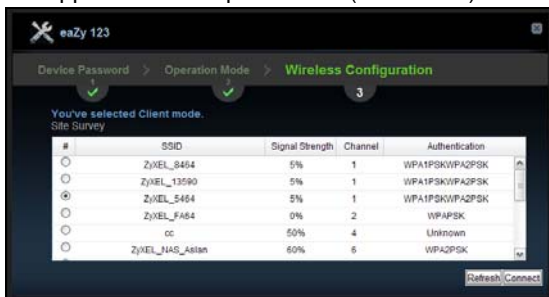 eaZy 123
Device Password > Operation Mode > Wireless Configuration
1 2 3
You've selected Client mode.
Site Survey
# SSID Signal Strength Channel Authentication
ZyXEL_8464 5% 1 WPA1PSKWPA2PSK
ZyXEL_13590 5% 1 WPA1PSKWPA2PSK
ZyXEL_5464 5% 1 WPA1PSKWPA2PSK
ZyXEL_FA64 0% 2 WPAPSK
cc 50% 4 Unknown
ZyXEL_NAS_Asian 60% 6 WPA2PSK
Refresh Connect